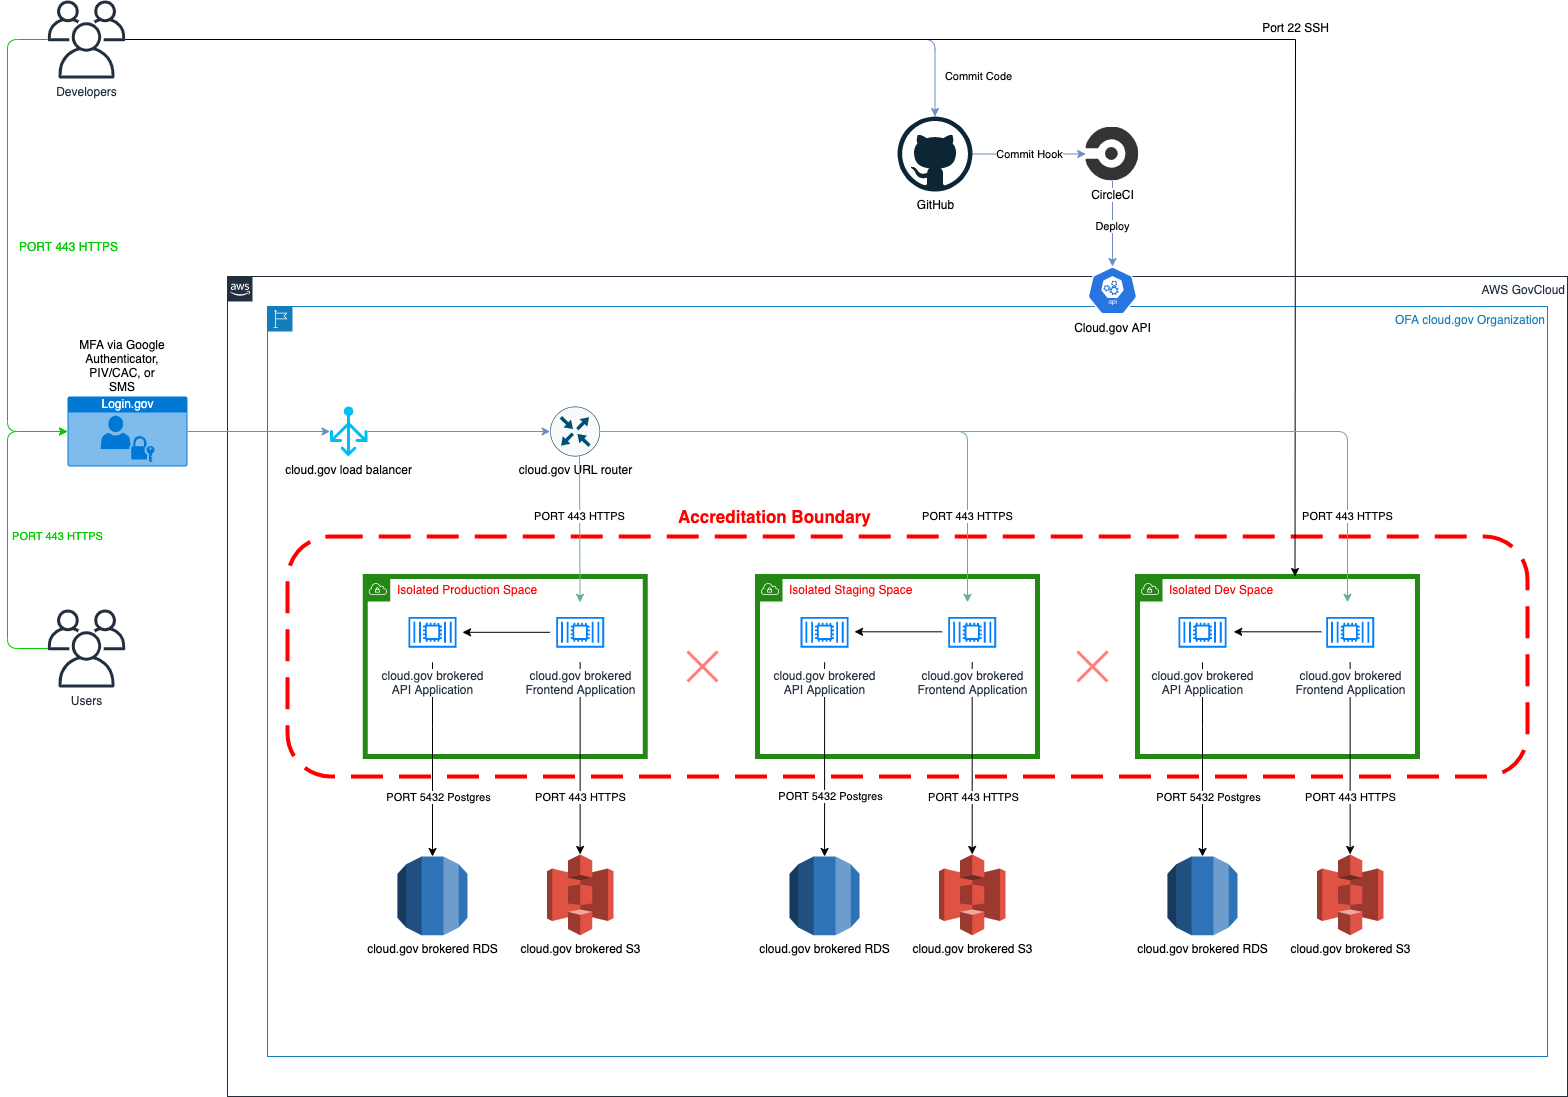 Port 22 SSH
Commit Code
Developers
Commit Hook
CircleCI
GitHub
Deploy
PORT 443 HTTPS
aws
AWS GovCloud
api
Cloud.gov API
OFA cloud.gov Organization
MFA via Google
Authenticator,
PIV/CAC, or
SMS
Login.gov
cloud.gov load balancer
cloud.gov URL router
PORT 443 HTTPS
Accreditation Boundary
PORT 443 HTTPS
PORT 443 HTTPS
PORT 443 HTTPS
Isolated Production Space
Isolated Staging Space
Isolated Dev Space
cloud.gov brokered
API Application
cloud.gov brokered
Frontend Application
cloud.gov brokered
API Application
cloud.gov brokered
Frontend Application
cloud.gov brokered
API Application
cloud.gov brokered
Frontend Application
Users
PORT 5432 Postgres
PORT 443 HTTPS
PORT 5432 Postgres
PORT 443 HTTPS
PORT 5432 Postgres
PORT 443 HTTPS
cloud.gov brokered RDS
cloud.gov brokered S3
cloud.gov brokered RDS
cloud.gov brokered S3
cloud.gov brokered RDS
cloud.gov brokered S3